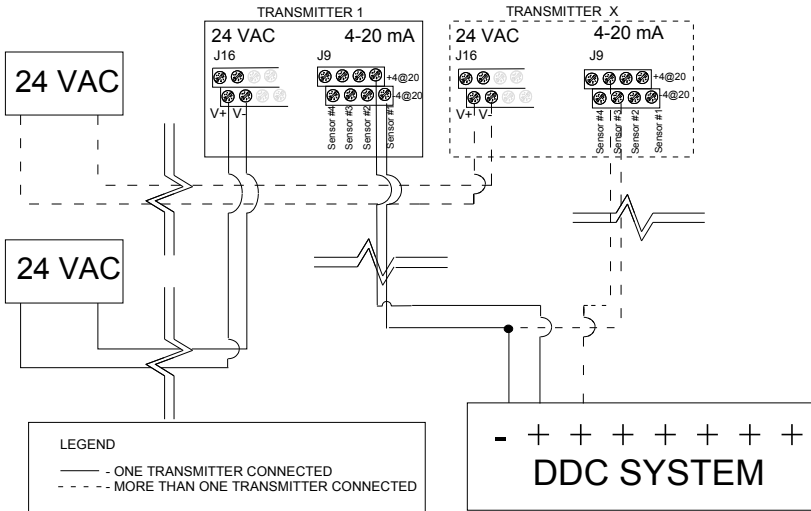 TRANSMITTER 1
TRANSMITTER X
24 VAC 4-20 mA
J16 J9
+4@20
-4@20
V+ V-
Sensor #4
Sensor #3
Sensor #2
Sensor #1
24 VAC 4-20 mA
J16 J9
+4@20
-4@20
V+ V-
Sensor #4
Sensor #3
Sensor #2
Sensor #1
24 VAC
24 VAC
LEGEND
- ONE TRANSMITTER CONNECTED
- MORE THAN ONE TRANSMITTER CONNECTED
- + + + + + + +
DDC SYSTEM